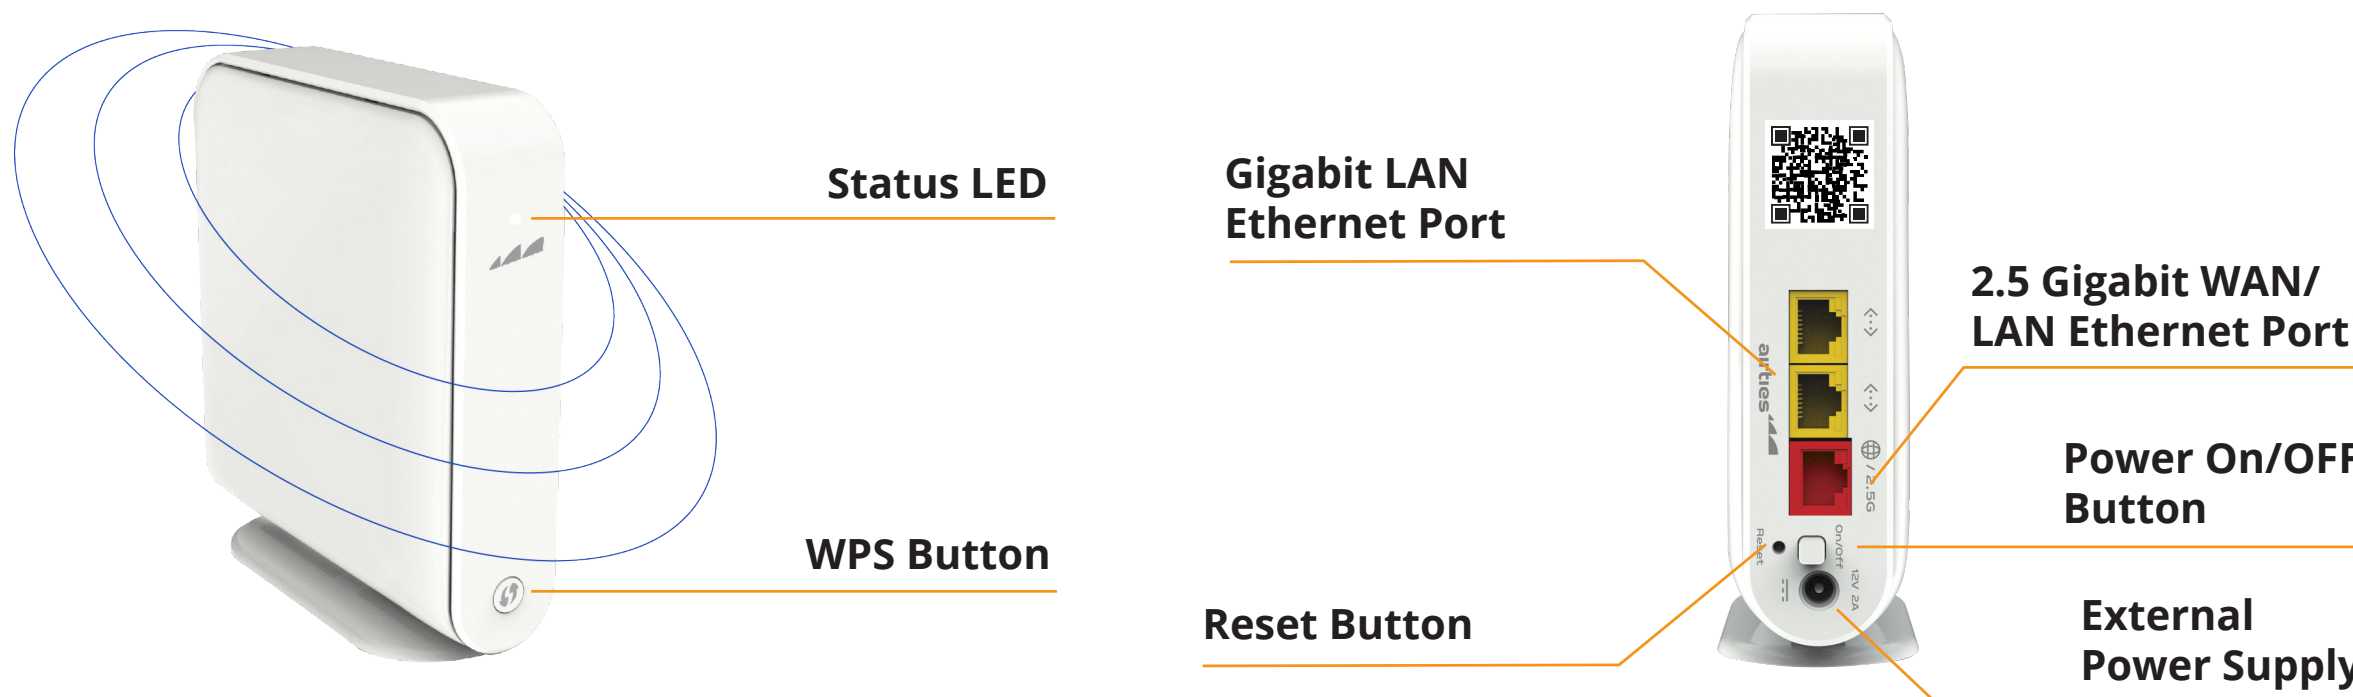 Status LED
WPS Button
Gigabit LAN
Ethernet Port
Reset Button
airties
2.5 Gigabit WAN/
LAN Ethernet Port
/ 2.5G
Power On/OFF
Button
Reset
On/Off
12V 2A
External
Power Supply